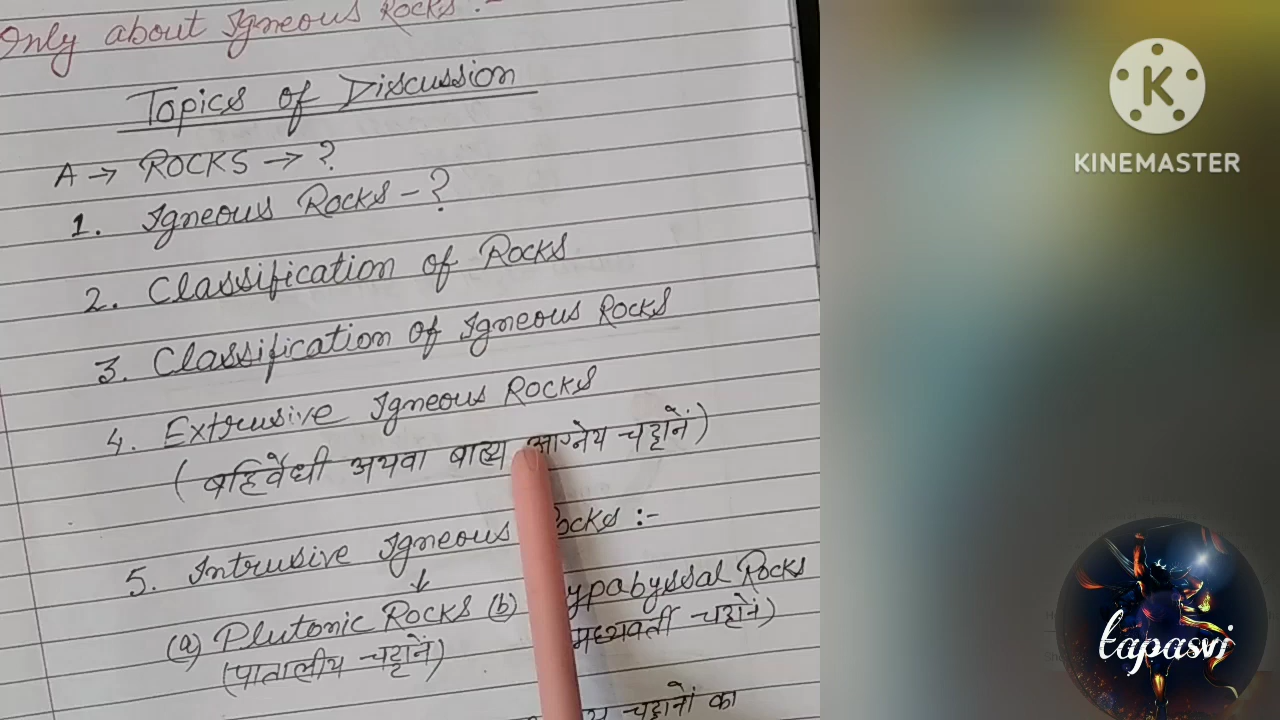 Only about Igneous Rocks :-
Topics of Discussion
A → ROCKS → ?
1. Igneous Rocks - ?
2. Classification of Rocks
3. Classification of Igneous Rocks
4. Extrusive Igneous Rocks
(बहिर्वेधी अथवा बाह्य आग्नेय चट्टानें)
5. Intrusive Igneous Rocks :-
↓
(a) Plutonic Rocks (b) ypabyssal Rocks
(पातालीय चट्टानें) मध्यवर्ती चट्टानें)
चट्टानों का
KINEMASTER
tapasvi